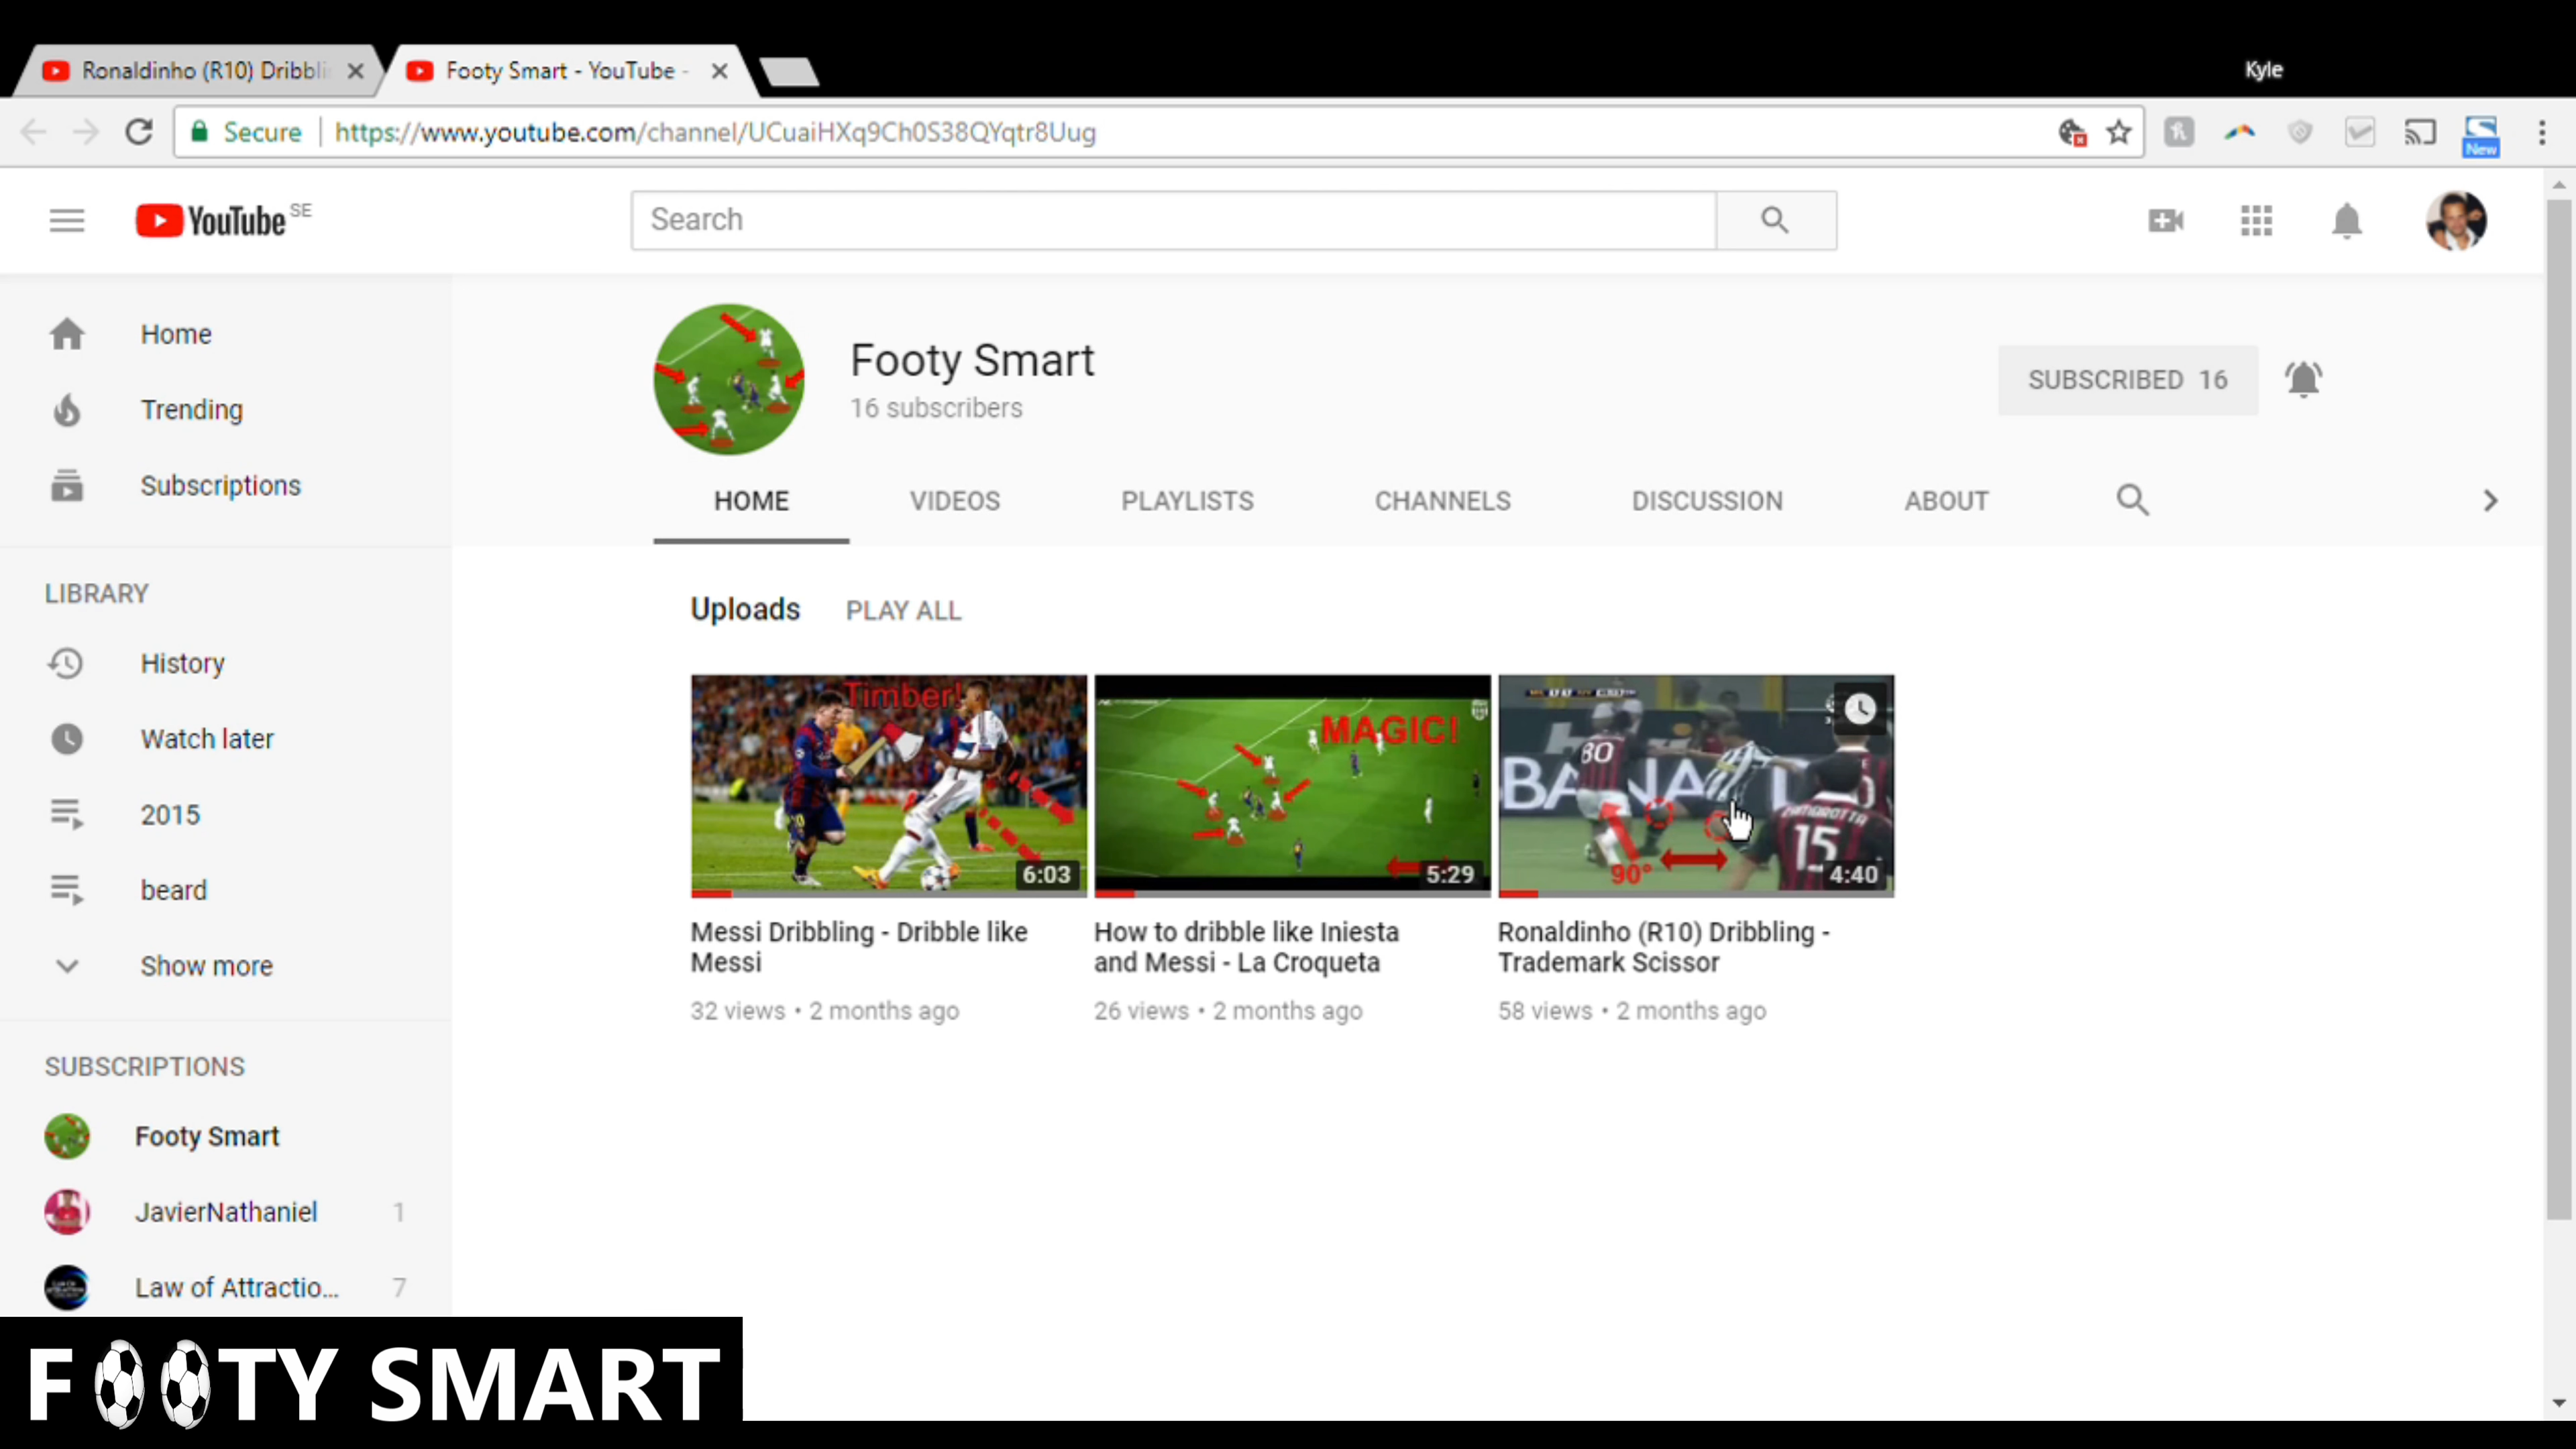 Ronaldinho (R10) Dribbli
Footy Smart - YouTube -
Kyle
Secure
https://www.youtube.com/channel/UCuaiHXq9Ch0S38QYqtr8Uug
New
YouTube SE
Search
Home
Trending
Subscriptions
LIBRARY
History
Watch later
2015
beard
Show more
SUBSCRIPTIONS
Footy Smart
JavierNathaniel 1
Law of Attractio... 7
Footy Smart
16 subscribers
SUBSCRIBED 16
HOME VIDEOS PLAYLISTS CHANNELS DISCUSSION ABOUT
Uploads PLAY ALL
Timber!
6:03
Messi Dribbling - Dribble like
Messi
32 views • 2 months ago
MAGIC!
5:29
How to dribble like Iniesta
and Messi - La Croqueta
26 views • 2 months ago
80
ZAMBROTTA
15
90°
4:40
Ronaldinho (R10) Dribbling -
Trademark Scissor
58 views • 2 months ago
FOOTY SMART